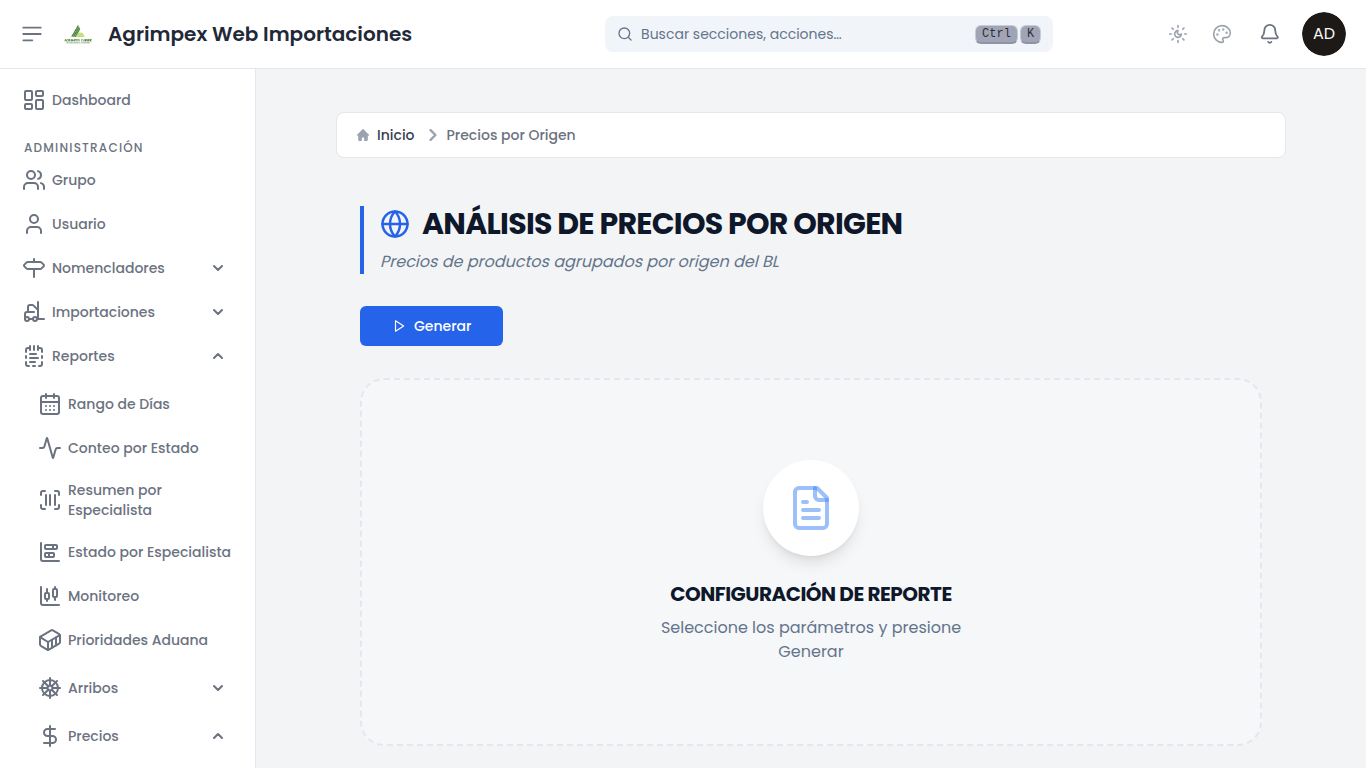 Agrimpex Web Importaciones
Buscar secciones, acciones...
Ctrl K
AD
Dashboard
ADMINISTRACIÓN
Grupo
Usuario
Nomencladores
Importaciones
Reportes
Rango de Días
Conteo por Estado
Resumen por
Especialista
Estado por Especialista
Monitoreo
Prioridades Aduana
Arribos
Precios
Inicio
Precios por Origen
ANÁLISIS DE PRECIOS POR ORIGEN
Precios de productos agrupados por origen del BL
Generar
CONFIGURACIÓN DE REPORTE
Seleccione los parámetros y presione
Generar